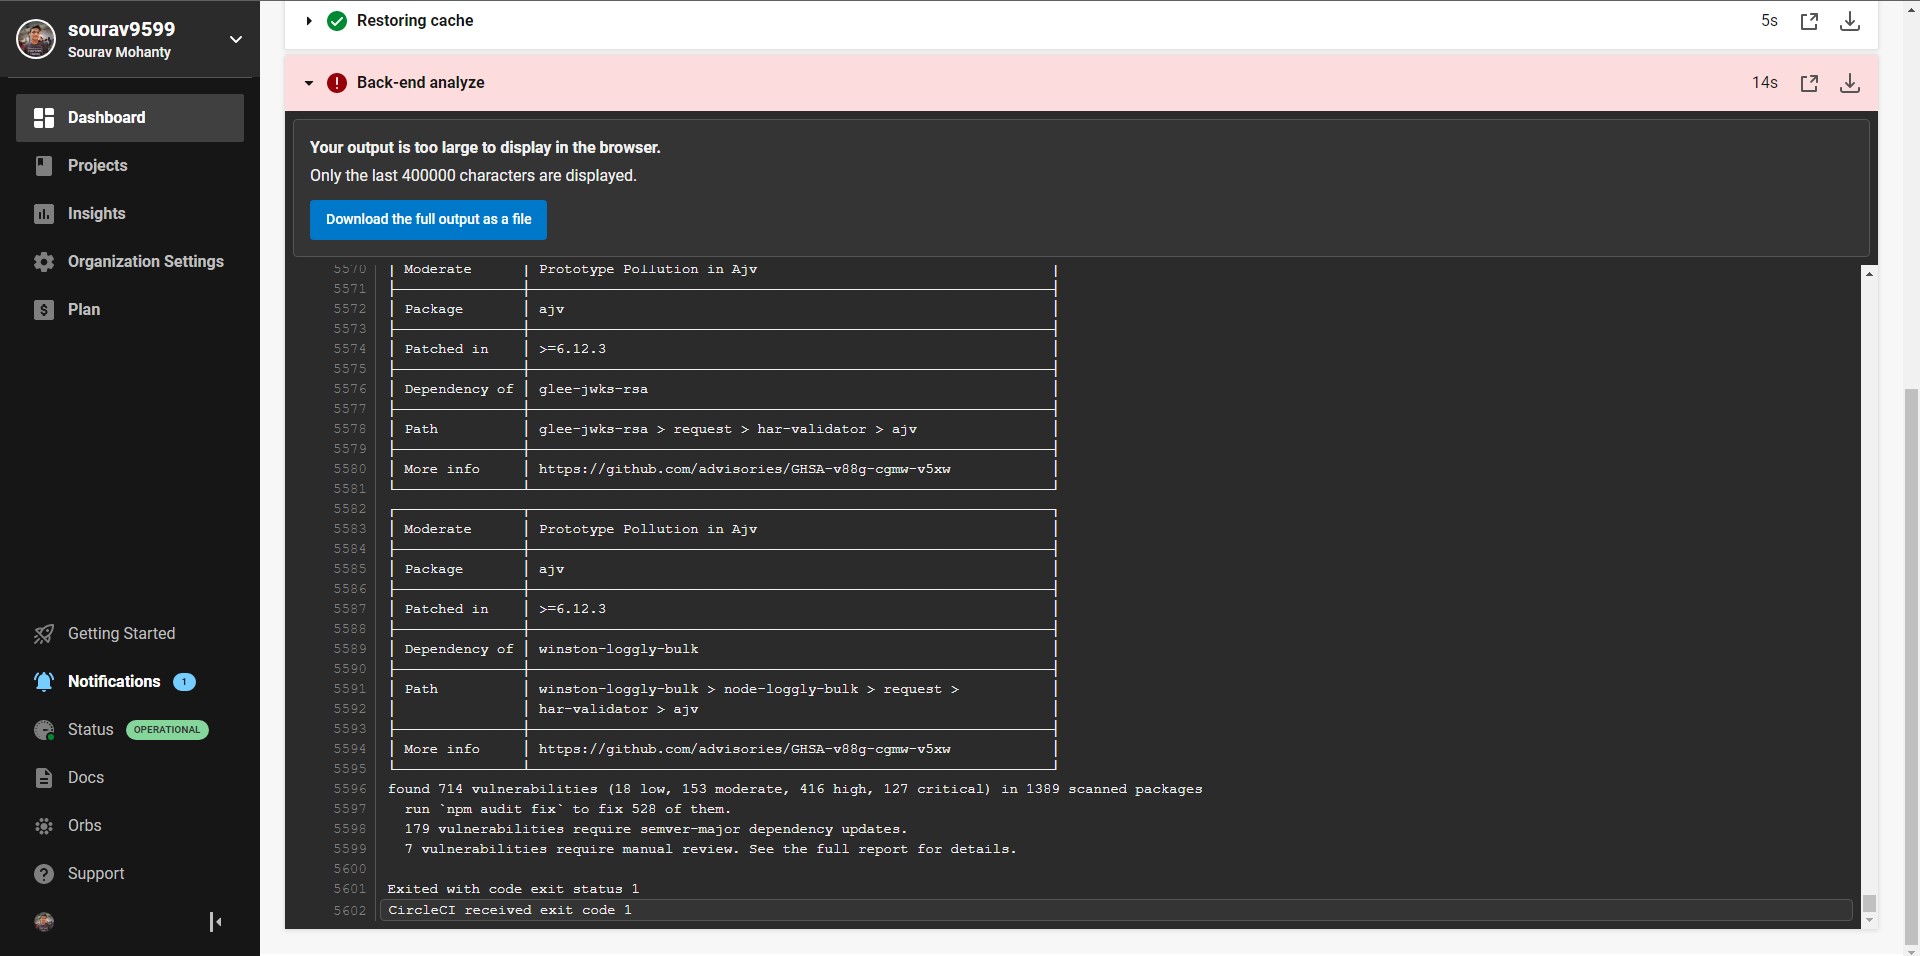 sourav9599
Sourav Mohanty
Dashboard
Projects
Insights
Organization Settings
Plan
Getting Started
Notifications 1
Status OPERATIONAL
Docs
Orbs
Support
Restoring cache 5s
Back-end analyze 14s
Your output is too large to display in the browser.
Only the last 400000 characters are displayed.
Download the full output as a file
5570 Moderate Prototype Pollution in Ajv
5571
5572 Package ajv
5573
5574 Patched in >=6.12.3
5575
5576 Dependency of glee-jwks-rsa
5577
5578 Path glee-jwks-rsa > request > har-validator > ajv
5579
5580 More info https://github.com/advisories/GHSA-v88g-cgmw-v5xw
5581
5582
5583 Moderate Prototype Pollution in Ajv
5584
5585 Package ajv
5586
5587 Patched in >=6.12.3
5588
5589 Dependency of winston-loggly-bulk
5590
5591 Path winston-loggly-bulk > node-loggly-bulk > request >
5592 har-validator > ajv
5593
5594 More info https://github.com/advisories/GHSA-v88g-cgmw-v5xw
5595
5596 found 714 vulnerabilities (18 low, 153 moderate, 416 high, 127 critical) in 1389 scanned packages
5597 run `npm audit fix` to fix 528 of them.
5598 179 vulnerabilities require semver-major dependency updates.
5599 7 vulnerabilities require manual review. See the full report for details.
5600
5601 Exited with code exit status 1
5602 CircleCI received exit code 1